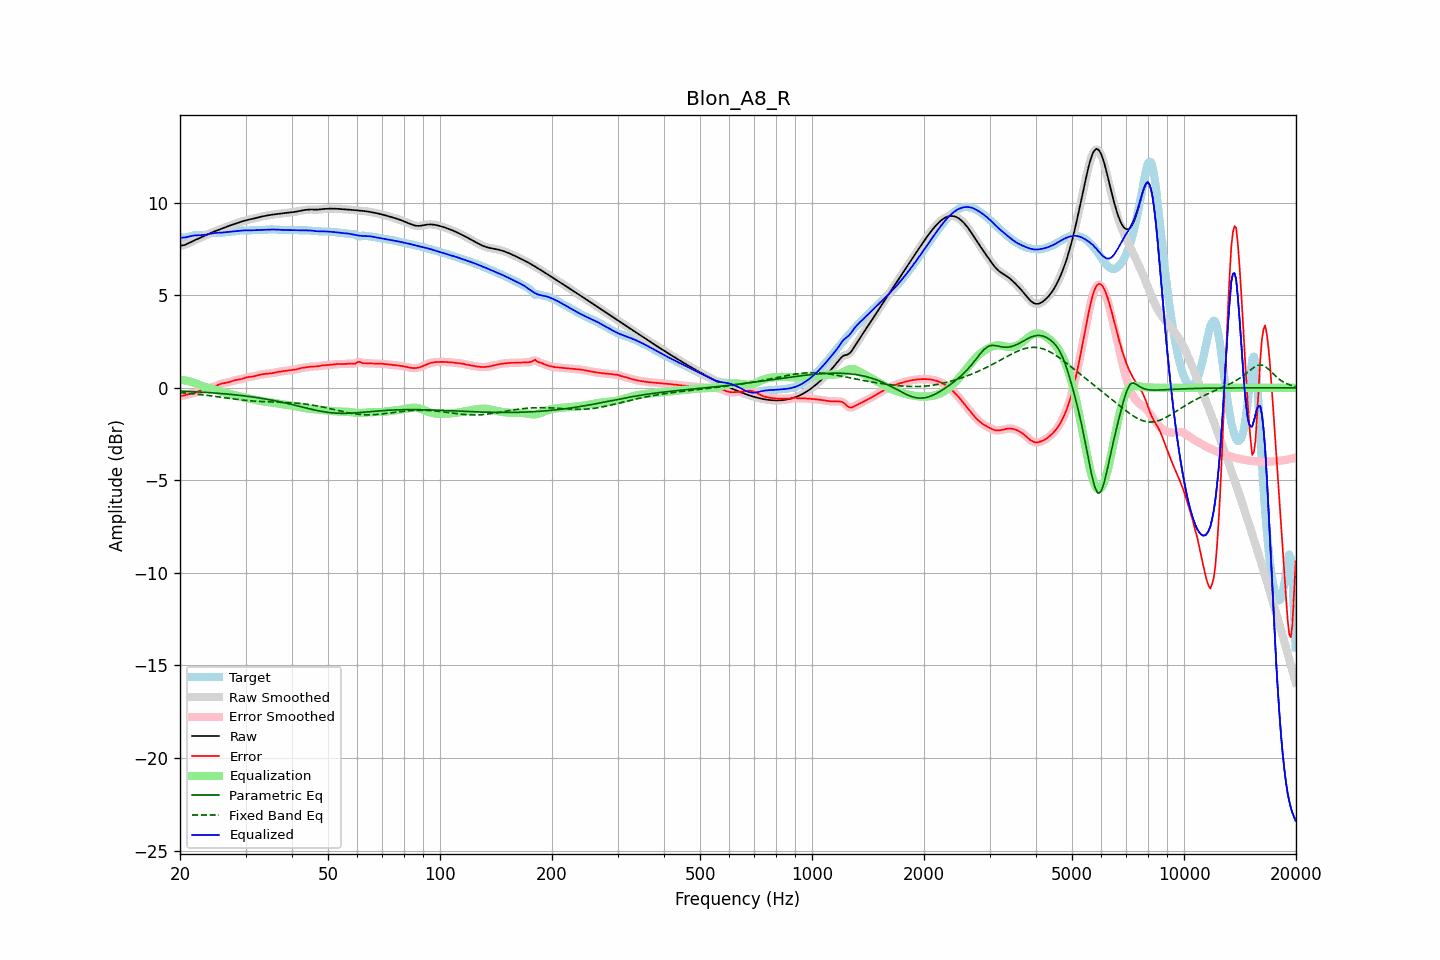 Blon_A8_R
Amplitude (dBr)
10
5
0
−5
−10
−15
−20
−25
Target
Raw Smoothed
Error Smoothed
Raw
Error
Equalization
Parametric Eq
Fixed Band Eq
Equalized
20 50 100 200 500 1000 2000 5000 10000 20000
Frequency (Hz)